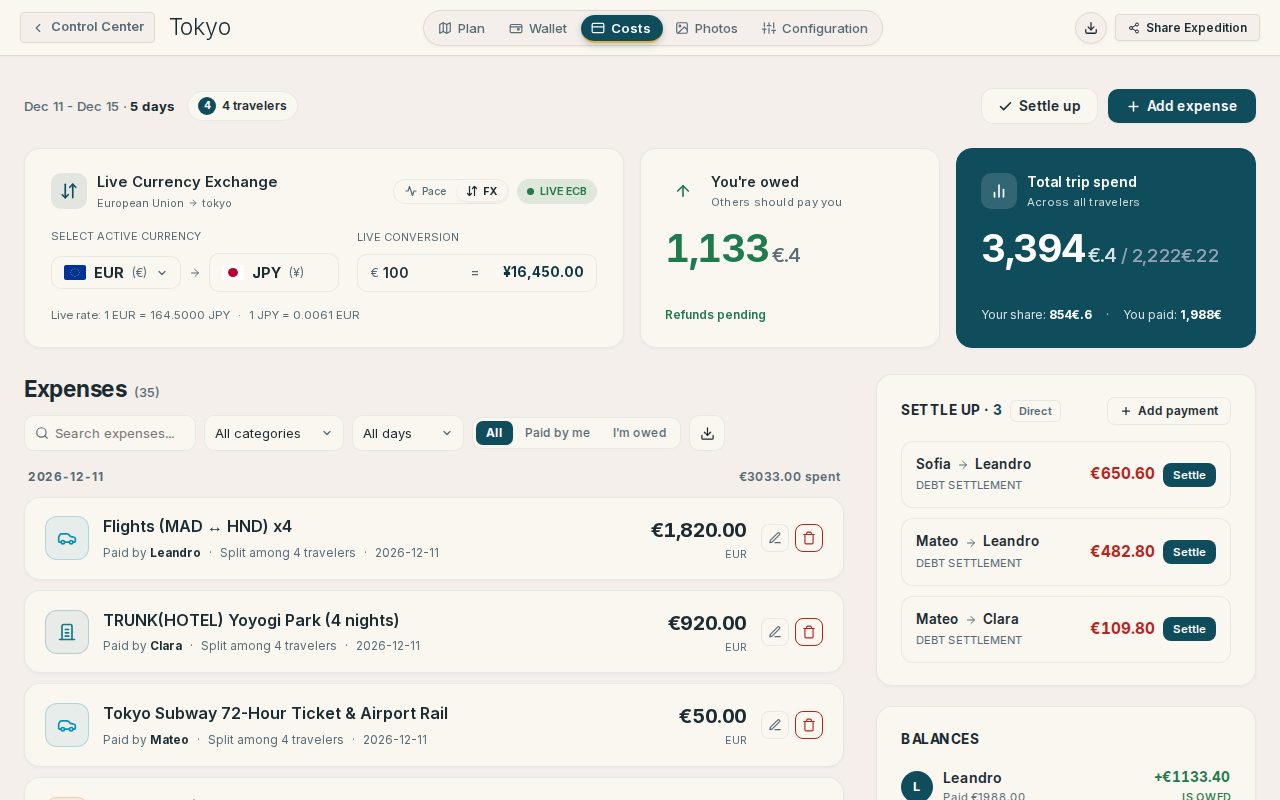 Control Center
Tokyo
Plan
Wallet
Costs
Photos
Configuration
Share Expedition
Dec 11 - Dec 15 · 5 days
4
4 travelers
Settle up
Add expense
Live Currency Exchange
European Union → tokyo
Pace
FX
LIVE ECB
SELECT ACTIVE CURRENCY
EUR (€)
→
JPY (¥)
LIVE CONVERSION
€ 100 = ¥16,450.00
Live rate: 1 EUR = 164.5000 JPY · 1 JPY = 0.0061 EUR
You're owed
Others should pay you
1,133€.4
Refunds pending
Total trip spend
Across all travelers
3,394€.4 / 2,222€.22
Your share: 854€.6 · You paid: 1,988€
Expenses (35)
Search expenses...
All categories
All days
All
Paid by me
I'm owed
2026-12-11
€3033.00 spent
Flights (MAD ↔ HND) x4
Paid by Leandro · Split among 4 travelers · 2026-12-11
€1,820.00
EUR
TRUNK(HOTEL) Yoyogi Park (4 nights)
Paid by Clara · Split among 4 travelers · 2026-12-11
€920.00
EUR
Tokyo Subway 72-Hour Ticket & Airport Rail
Paid by Mateo · Split among 4 travelers · 2026-12-11
€50.00
EUR
SETTLE UP · 3
Direct
Add payment
Sofia → Leandro
DEBT SETTLEMENT
€650.60
Settle
Mateo → Leandro
DEBT SETTLEMENT
€482.80
Settle
Mateo → Clara
DEBT SETTLEMENT
€109.80
Settle
BALANCES
L
Leandro
Paid €1988.00
+€1133.40
IS OWED